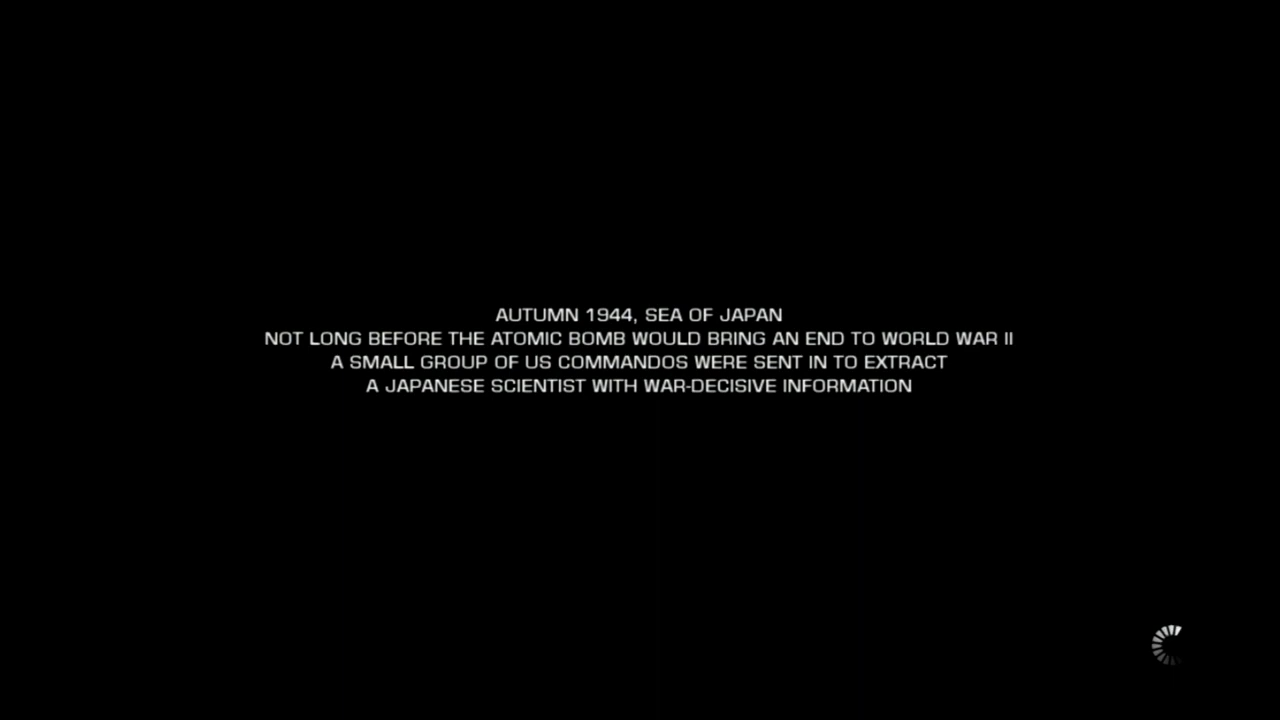 AUTUMN 1944, SEA OF JAPAN
NOT LONG BEFORE THE ATOMIC BOMB WOULD BRING AN END TO WORLD WAR II
A SMALL GROUP OF US COMMANDOS WERE SENT IN TO EXTRACT
A JAPANESE SCIENTIST WITH WAR-DECISIVE INFORMATION